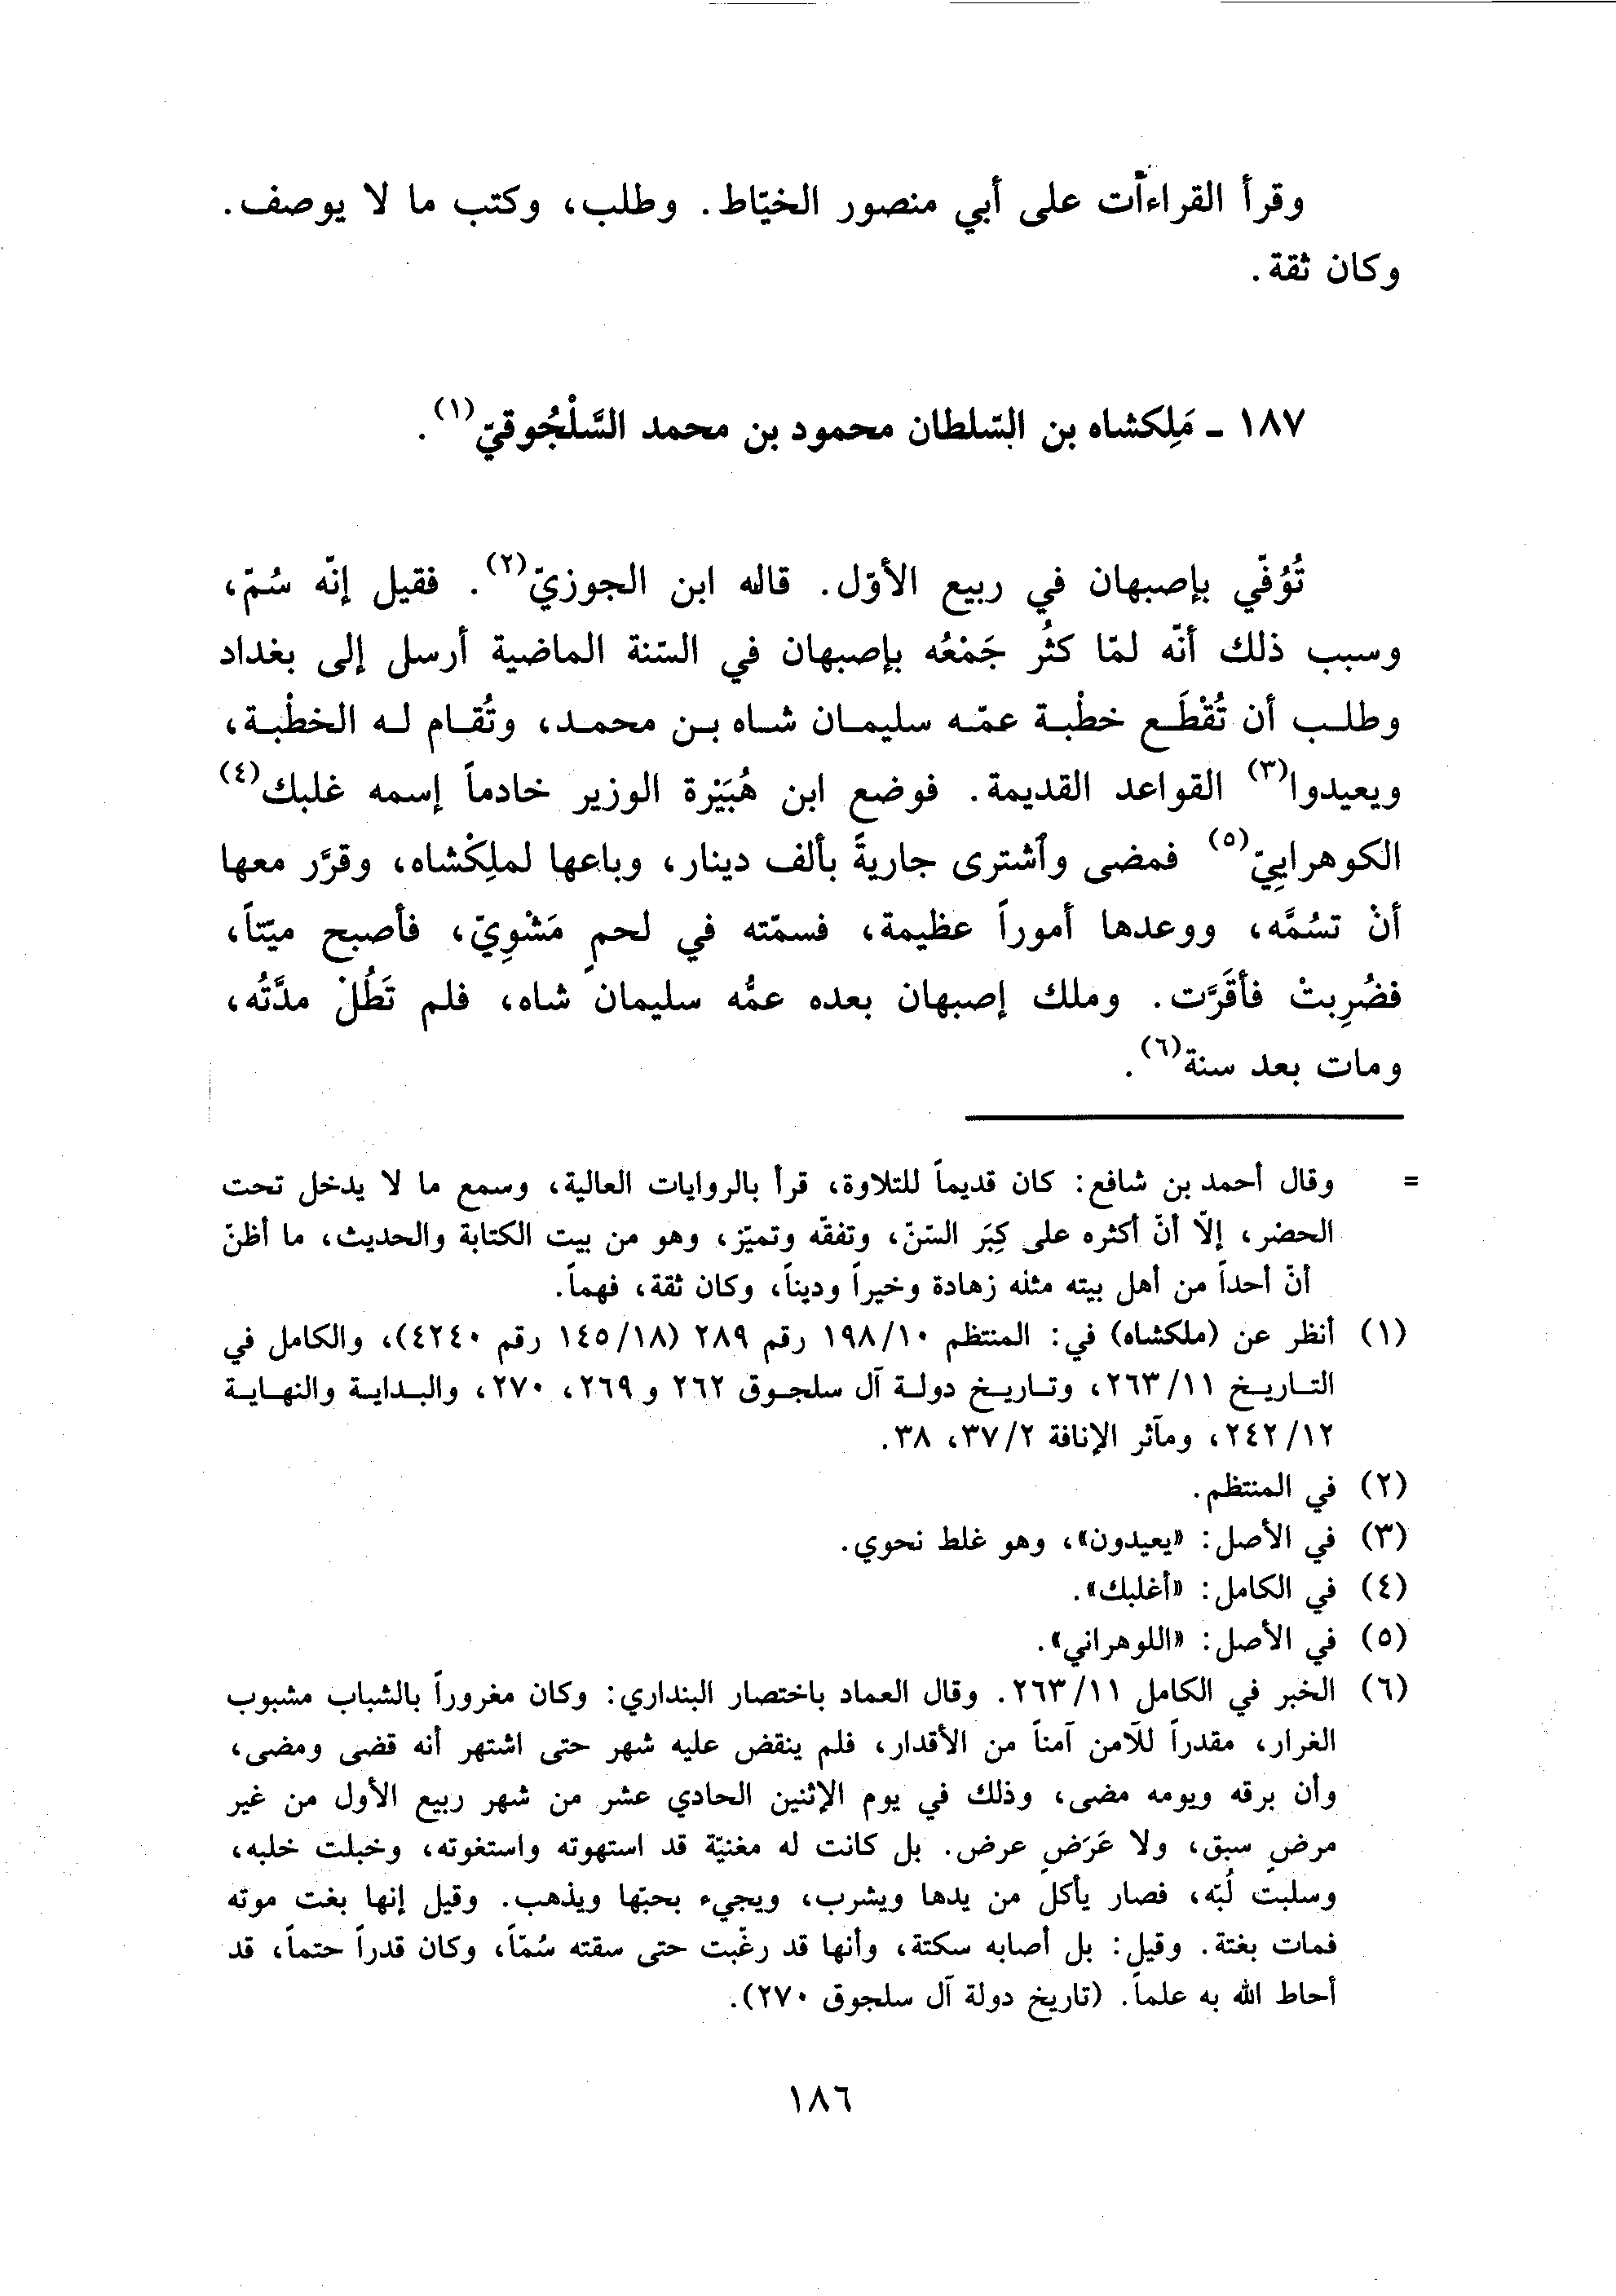 وقرأ القراءآت على أبي منصور الخيّاط. وطلب، وكتب ما لا يوصف.
وكان ثقة.
١٨٧ ـ مَلِكشاه بن السّلطان محمود بن محمد السَّلْجُوقيّ(١).
تُوُفّي بإصبهان في ربيع الأوّل. قاله ابن الجوزيّ(٢). فقيل إنّه سُمّ،
وسبب ذلك أنّه لمّا كثُر جَمْعُه بإصبهان في السّنة الماضية أرسل إلى بغداد
وطلب أن تُقْطَع خطْبة عمّه سليمان شاه بن محمد، وتُقام له الخطْبة،
ويعيدوا(٣) القواعد القديمة. فوضع ابن هُبَيْرة الوزير خادماً إسمه غلبك(٤)
الكوهراييّ(٥) فمضى وآشترى جاريةً بألف دينار، وباعها لملِكْشاه، وقرَّر معها
أنْ تسُمَّه، ووعدها أموراً عظيمة، فسمّته في لحمٍ مَشْوِيّ، فأصبح ميّتاً،
فضُرِبتْ فأقَرَّت. وملك إصبهان بعده عمُّه سليمان شاه، فلم تَطُلْ مدَّتُه،
ومات بعد سنة(٦).
= وقال أحمد بن شافع: كان قديماً للتلاوة، قرأ بالروايات العالية، وسمع ما لا يدخل تحت
الحضر، إلّا أنّ أكثره على كِبَر السّنّ، وتفقّه وتميّز، وهو من بيت الكتابة والحديث، ما أظنّ
أنّ أحداً من أهل بيته مثله زهادة وخيراً وديناً، وكان ثقة، فهماً.
(١) أنظر عن (ملكشاه) في: المنتظم ١٩٨/١٠ رقم ٢٨٩ (١٤٥/١٨ رقم ٤٢٤٠)، والكامل في
التاريخ ٢٦٣/١١، وتاريخ دولة آل سلجوق ٢٦٢ و ٢٦٩، ٢٧٠، والبداية والنهاية
٢٤٢/١٢، ومآثر الإنافة ٣٧/٢، ٣٨.
(٢) في المنتظم.
(٣) في الأصل: «يعيدون»، وهو غلط نحوي.
(٤) في الكامل: «أغلبك».
(٥) في الأصل: «اللوهراني».
(٦) الخبر في الكامل ٢٦٣/١١. وقال العماد باختصار البنداري: وكان مغروراً بالشباب مشبوب
الغرار، مقدراً للآمن آمناً من الأقدار، فلم ينقض عليه شهر حتى اشتهر أنه قضى ومضى،
وأن برقه ويومه مضى، وذلك في يوم الإثنين الحادي عشر من شهر ربيع الأول من غير
مرضٍ سبق، ولا عَرَضٍ عرض. بل كانت له مغنيّة قد استهوته واستغوته، وخبلت خلبه،
وسلبت لُبّه، فصار يأكل من يدها ويشرب، ويجيء بحبّها ويذهب. وقيل إنها بغت موته
فمات بغتة. وقيل: بل أصابه سكتة، وأنها قد رغّبت حتى سقته سُمّاً، وكان قدراً حتماً، قد
أحاط الله به علماً. (تاريخ دولة آل سلجوق ٢٧٠).
١٨٦